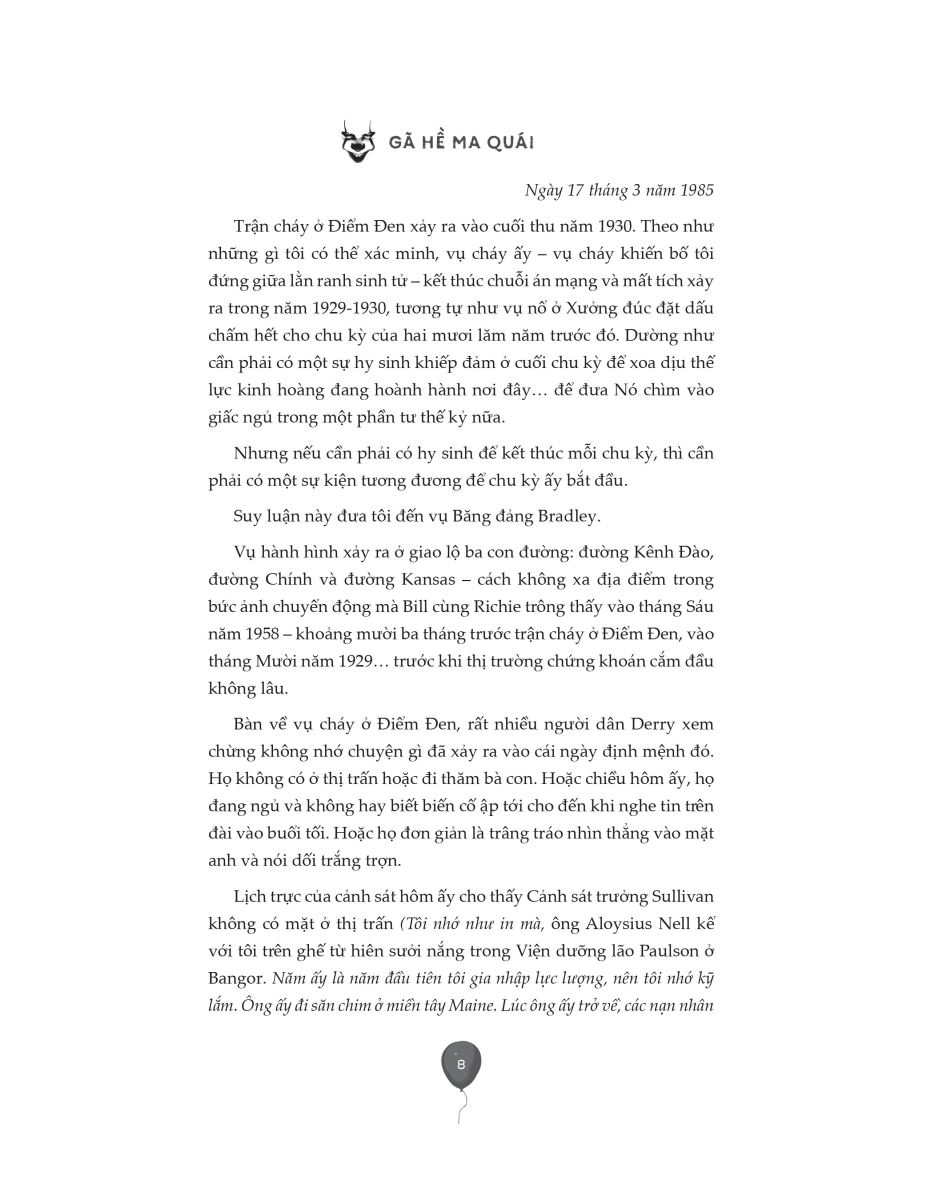 GÃ HỀ MA QUÁI
Ngày 17 tháng 3 năm 1985
Trận cháy ở Điểm Đen xảy ra vào cuối thu năm 1930. Theo như
những gì tôi có thể xác minh, vụ cháy ấy – vụ cháy khiến bố tôi
đứng giữa lằn ranh sinh tử – kết thúc chuỗi án mạng và mất tích xảy
ra trong năm 1929-1930, tương tự như vụ nổ ở Xưởng đúc đặt dấu
chấm hết cho chu kỳ của hai mươi lăm năm trước đó. Dường như
cần phải có một sự hy sinh khiếp đảm ở cuối chu kỳ để xoa dịu thế
lực kinh hoàng đang hoành hành nơi đây… để đưa Nó chìm vào
giấc ngủ trong một phần tư thế kỷ nữa.
Nhưng nếu cần phải có hy sinh để kết thúc mỗi chu kỳ, thì cần
phải có một sự kiện tương đương để chu kỳ ấy bắt đầu.
Suy luận này đưa tôi đến vụ Băng đảng Bradley.
Vụ hành hình xảy ra ở giao lộ ba con đường: đường Kênh Đào,
đường Chính và đường Kansas – cách không xa địa điểm trong
bức ảnh chuyển động mà Bill cùng Richie trông thấy vào tháng Sáu
năm 1958 – khoảng mười ba tháng trước trận cháy ở Điểm Đen, vào
tháng Mười năm 1929… trước khi thị trường chứng khoán cắm đầu
không lâu.
Bàn về vụ cháy ở Điểm Đen, rất nhiều người dân Derry xem
chừng không nhớ chuyện gì đã xảy ra vào cái ngày định mệnh đó.
Họ không có ở thị trấn hoặc đi thăm bà con. Hoặc chiều hôm ấy, họ
đang ngủ và không hay biết biến cố ập tới cho đến khi nghe tin trên
đài vào buổi tối. Hoặc họ đơn giản là trâng tráo nhìn thẳng vào mặt
anh và nói dối trắng trợn.
Lịch trực của cảnh sát hôm ấy cho thấy Cảnh sát trưởng Sullivan
không có mặt ở thị trấn (Tôi nhớ như in mà, ông Aloysius Nell kể
với tôi trên ghế từ hiên sưởi nắng trong Viện dưỡng lão Paulson ở
Bangor. Năm ấy là năm đầu tiên tôi gia nhập lực lượng, nên tôi nhớ kỹ
lắm. Ông ấy đi săn chim ở miền tây Maine. Lúc ông ấy trở về, các nạn nhân
8